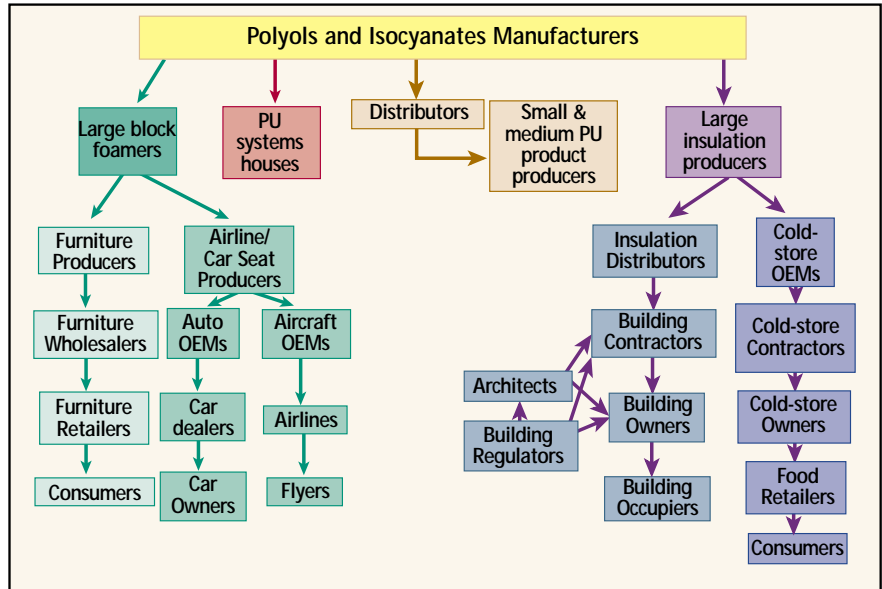 Polyols and Isocyanates Manufacturers
Large block
foamers
PU
systems
houses
Distributors
Small &
medium PU
product
producers
Large
insulation
producers
Furniture
Producers
Airline/
Car Seat
Producers
Insulation
Distributors
Cold-
store
OEMs
Furniture
Wholesalers
Auto
OEMs
Aircraft
OEMs
Building
Contractors
Cold-store
Contractors
Architects
Furniture
Retailers
Car
dealers
Airlines
Building
Regulators
Building
Owners
Cold-store
Owners
Consumers
Car
Owners
Flyers
Building
Occupiers
Food
Retailers
Consumers